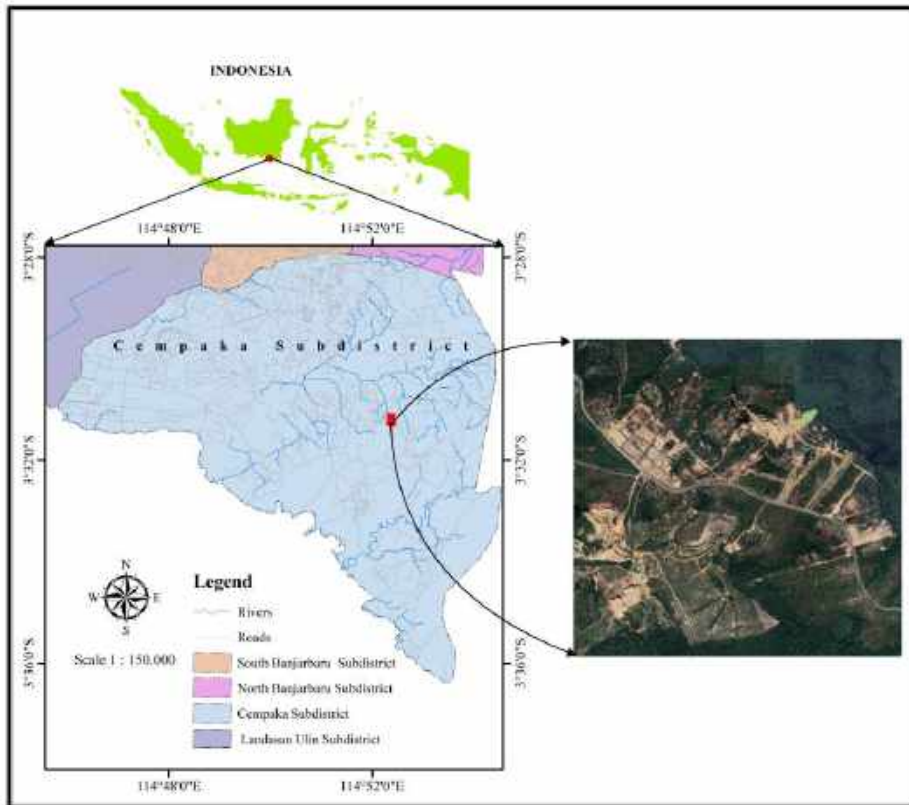 INDONESIA
114°48'0"E 114°52'0"E
3°28'0"S 3°28'0"S
Cempaka Subdistrict
3°32'0"S 3°32'0"S
N
W E
S
Scale 1 : 150.000
Legend
Rivers
Roads
South Banjarbaru Subdistrict
North Banjarbaru Subdistrict
Cempaka Subdistrict
Landasan Ulin Subdistrict
3°36'0"S 3°36'0"S
114°48'0"E 114°52'0"E